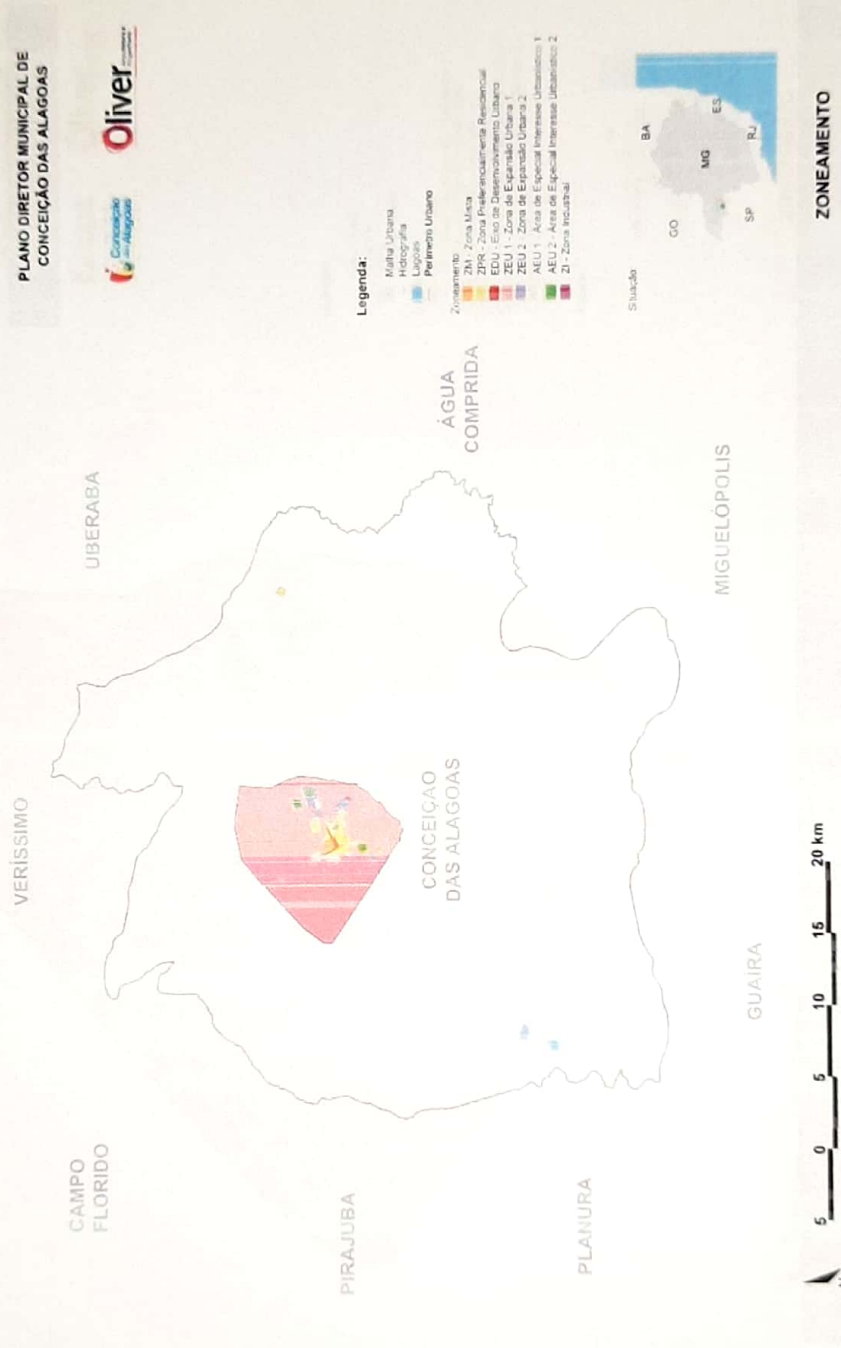 PLANO DIRETOR MUNICIPAL DE
CONCEIÇÃO DAS ALAGOAS
Conceição
das Alagoas
Oliver
Legenda:
Malha Urbana
Hidrografia
Lagoas
Perímetro Urbano
Zoneamento
ZM - Zona Mista
ZPR - Zona Preferencialmente Residencial
EDU - Eixo de Desenvolvimento Urbano
ZEU 1 - Zona de Expansão Urbana 1
ZEU 2 - Zona de Expansão Urbana 2
AEU 1 - Área de Especial Interesse Urbanístico 1
AEU 2 - Área de Especial Interesse Urbanístico 2
ZI - Zona Industrial
Situação:
BA
GO
MG
ES
SP
RJ
ZONEAMENTO
VERÍSSIMO
UBERABA
CAMPO
FLORIDO
ÁGUA
COMPRIDA
PIRAJUBA
CONCEIÇÃO
DAS ALAGOAS
PLANURA
GUAÍRA
MIGUELÓPOLIS
5 0 5 10 15 20 km